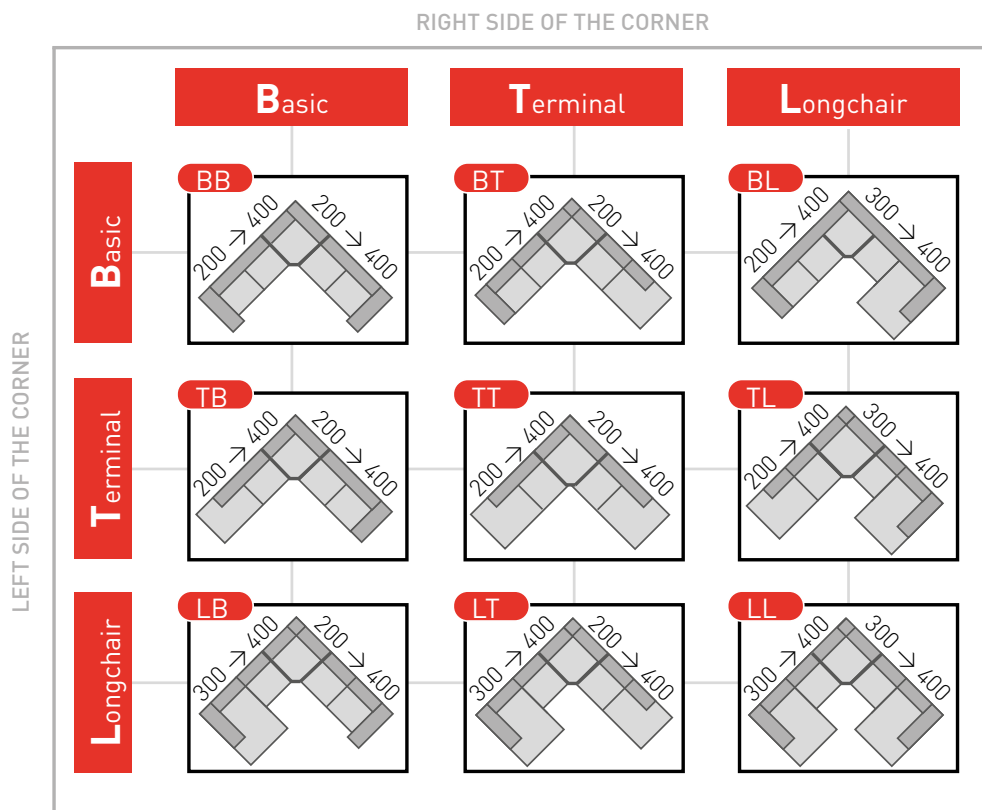 RIGHT SIDE OF THE CORNER
Basic
Terminal
Longchair
LEFT SIDE OF THE CORNER
Basic
BB
200 → 400
200 → 400
BT
200 → 400
200 → 400
BL
200 → 400
300 → 400
Terminal
TB
200 → 400
200 → 400
TT
200 → 400
200 → 400
TL
200 → 400
300 → 400
Longchair
LB
300 → 400
200 → 400
LT
300 → 400
200 → 400
LL
300 → 400
300 → 400